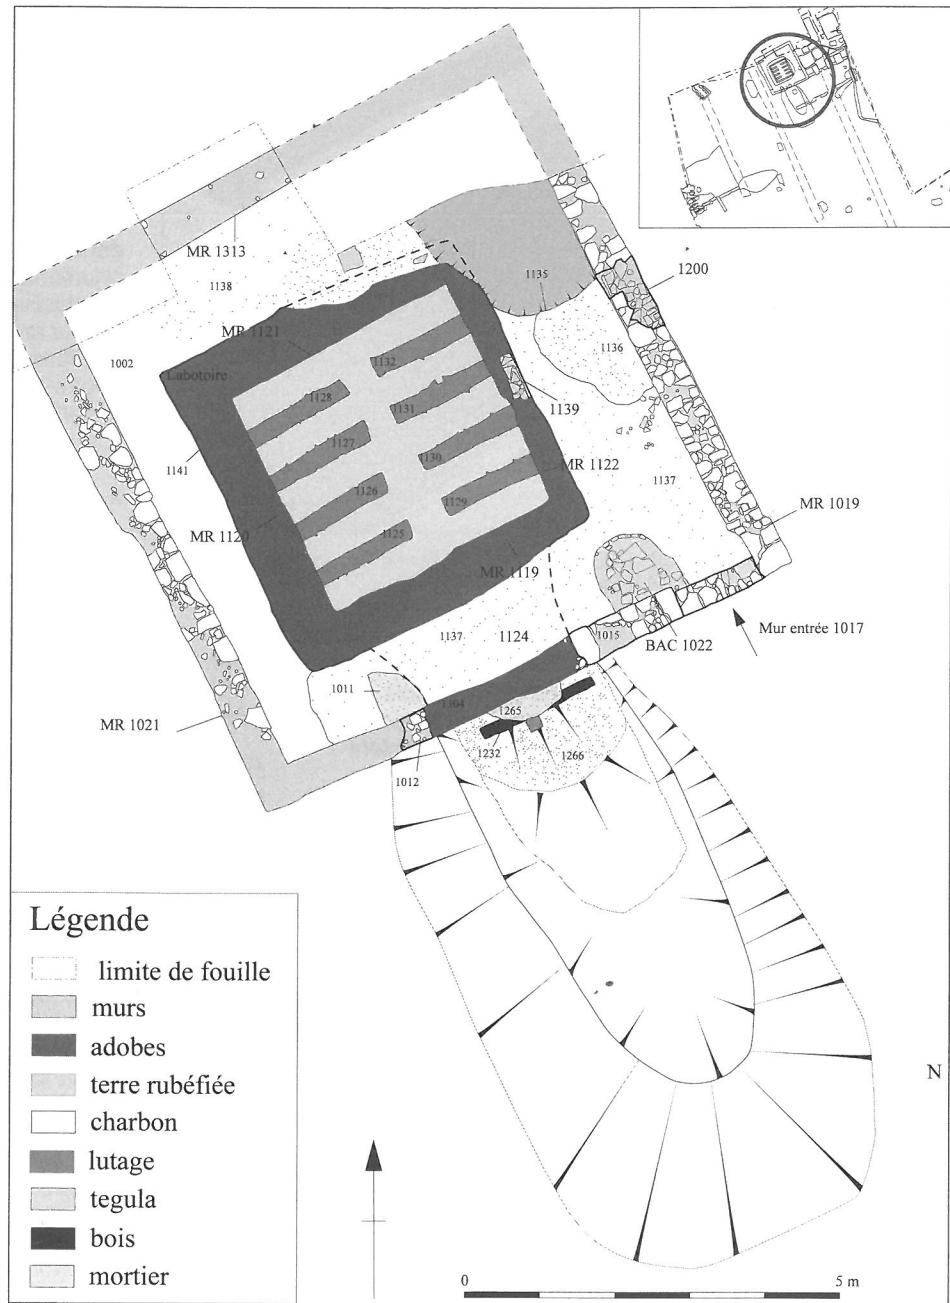 MR 1313
1138
1135
1200
MR 1121
1002
1136
1132
Labotoire
1128
1131
1139
1127
1130
MR 1122
1141
1126
1137
1129
MR 1019
MR 1120
1125
MR 1119
Mur entrée 1017
1137
1124
1015
BAC 1022
1011
1304
1265
MR 1021
1232
1266
1012
Légende
limite de fouille
murs
adobes
terre rubéfiée
charbon
lutage
tegula
bois
mortier
N
0
5 m